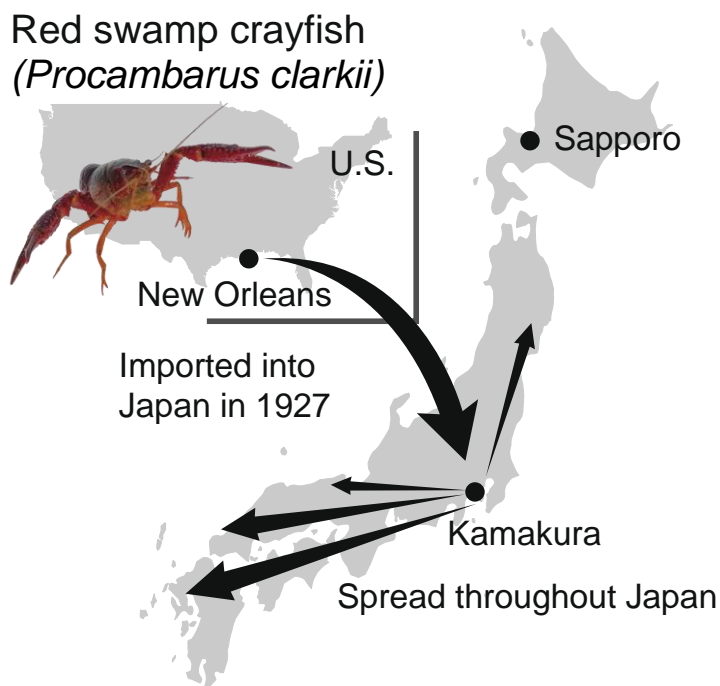 Red swamp crayfish
(Procambarus clarkii)
U.S.
Sapporo
New Orleans
Imported into
Japan in 1927
Kamakura
Spread throughout Japan